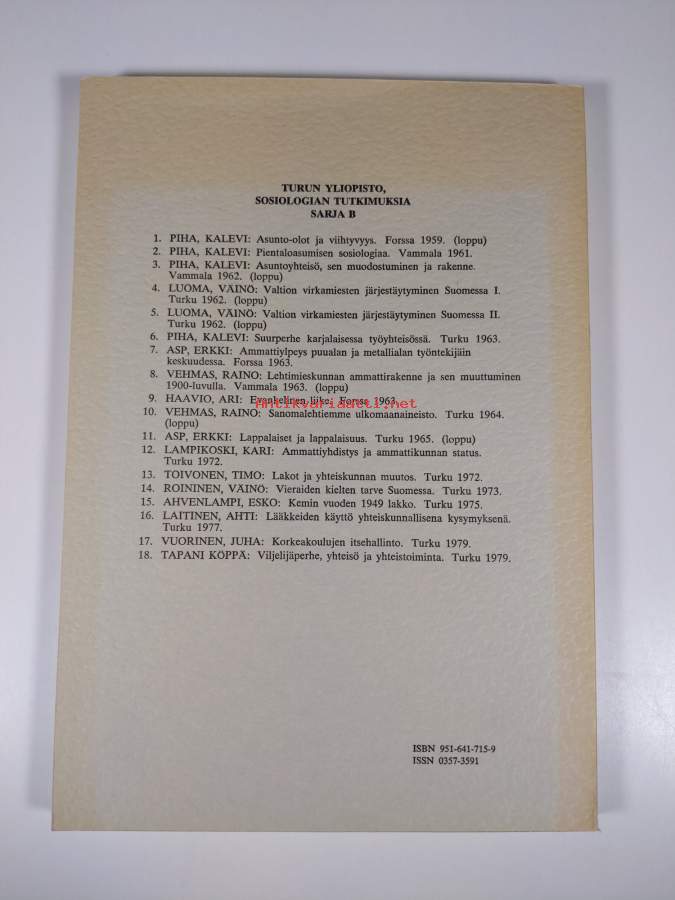 TURUN YLIOPISTO,
SOSIOLOGIAN TUTKIMUKSIA
SARJA B
1. PIHA, KALEVI: Asunto-olot ja viihtyvyys. Forssa 1959. (loppu)
2. PIHA, KALEVI: Pientaloasumisen sosiologiaa. Vammala 1961.
3. PIHA, KALEVI: Asuntoyhteisö, sen muodostuminen ja rakenne.
Vammala 1962. (loppu)
4. LUOMA, VÄINÖ: Valtion virkamiesten järjestäytyminen Suomessa I.
Turku 1962. (loppu)
5. LUOMA, VÄINÖ: Valtion virkamiesten järjestäytyminen Suomessa II.
Turku 1962. (loppu)
6. PIHA, KALEVI: Suurperhe karjalaisessa työyhteisössä. Turku 1963.
7. ASP, ERKKI: Ammattiylpeys puualan ja metallialan työntekijäin
keskuudessa. Forssa 1963.
8. VEHMAS, RAINO: Lehtimieskunnan ammattirakenne ja sen muuttuminen
1900-luvulla. Vammala 1963. (loppu)
9. HAAVIO, ARI: Evankelinen liike. Forssa 1963.
Antikvariaatti.net
10. VEHMAS, RAINO: Sanomalehtiemme ulkomaanaineisto. Turku 1964.
(loppu)
11. ASP, ERKKI: Lappalaiset ja lappalaisuus. Turku 1965. (loppu)
12. LAMPIKOSKI, KARI: Ammattiyhdistys ja ammattikunnan status.
Turku 1972.
13. TOIVONEN, TIMO: Lakot ja yhteiskunnan muutos. Turku 1972.
14. ROININEN, VÄINÖ: Vieraiden kielten tarve Suomessa. Turku 1973.
15. AHVENLAMPI, ESKO: Kemin vuoden 1949 lakko. Turku 1975.
16. LAITINEN, AHTI: Lääkkeiden käyttö yhteiskunnallisena kysymyksenä.
Turku 1977.
17. VUORINEN, JUHA: Korkeakoulujen itsehallinto. Turku 1979.
18. TAPANI KÖPPÄ: Viljelijäperhe, yhteisö ja yhteistoiminta. Turku 1979.
ISBN 951-641-715-9
ISSN 0357-3591